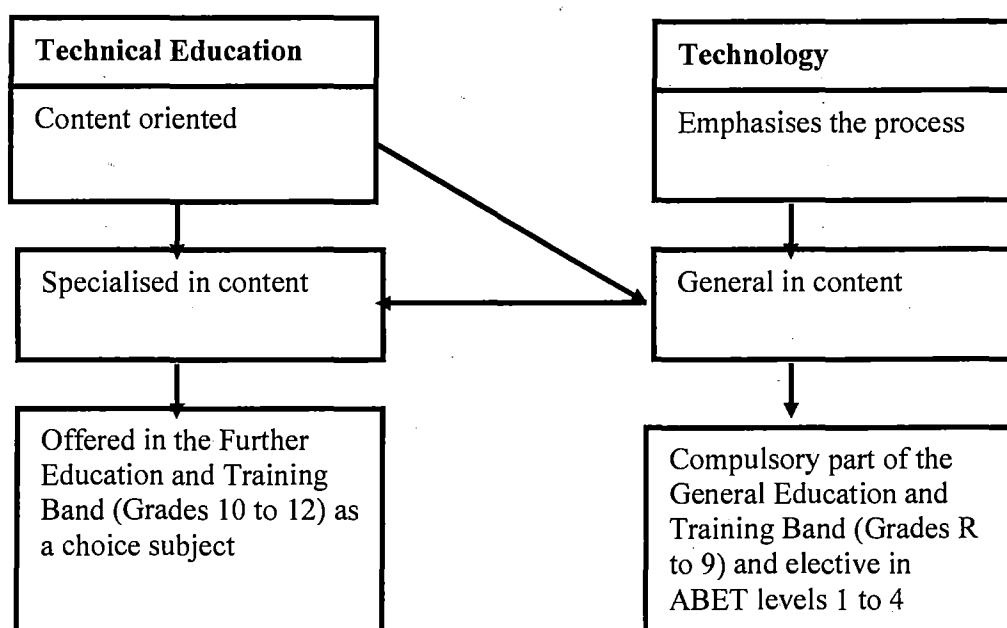 Technical Education
Content oriented
Specialised in content
Offered in the Further
Education and Training
Band (Grades 10 to 12) as
a choice subject
Technology
Emphasises the process
General in content
Compulsory part of the
General Education and
Training Band (Grades R
to 9) and elective in
ABET levels 1 to 4